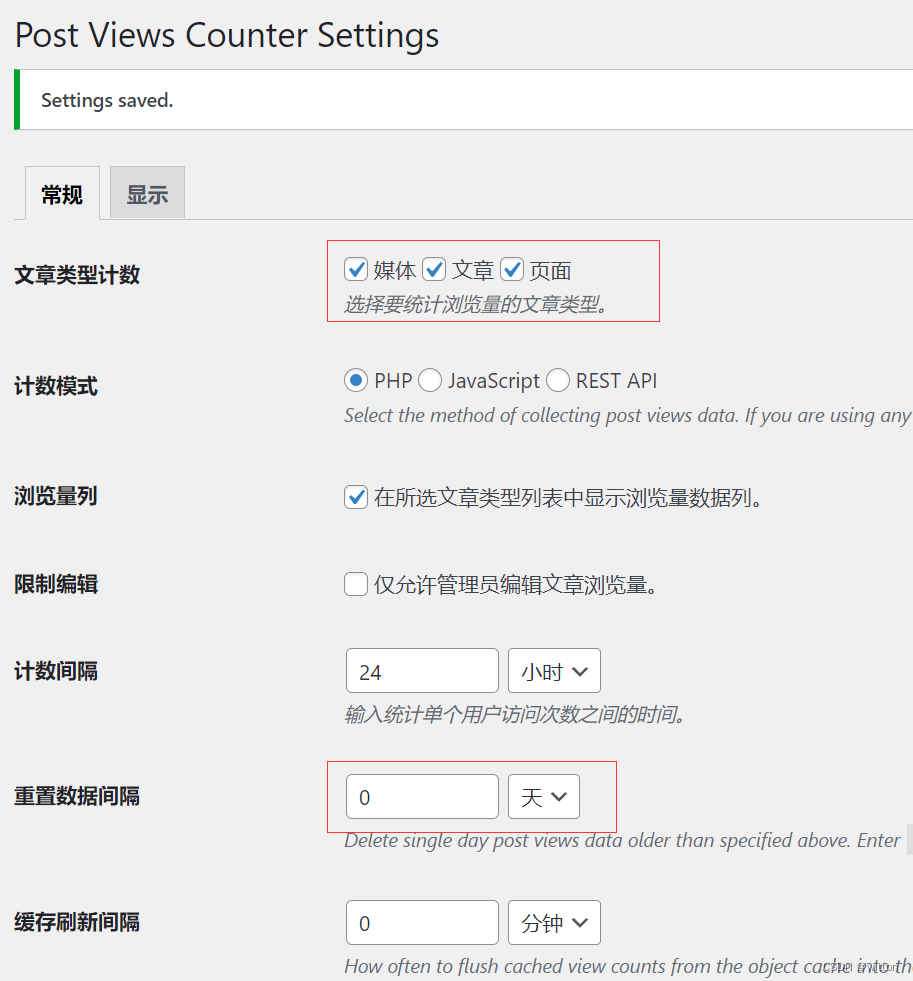 Post Views Counter Settings
Settings saved.
常规 显示
文章类型计数
媒体 文章 页面
选择要统计浏览量的文章类型。
计数模式
PHP JavaScript REST API
Select the method of collecting post views data. If you are using any
浏览量列
在所选文章类型列表中显示浏览量数据列。
限制编辑
仅允许管理员编辑文章浏览量。
计数间隔
24 小时
输入统计单个用户访问次数之间的时间。
重置数据间隔
0 天
Delete single day post views data older than specified above. Enter
缓存刷新间隔
0 分钟
How often to flush cached view counts from the object cache into